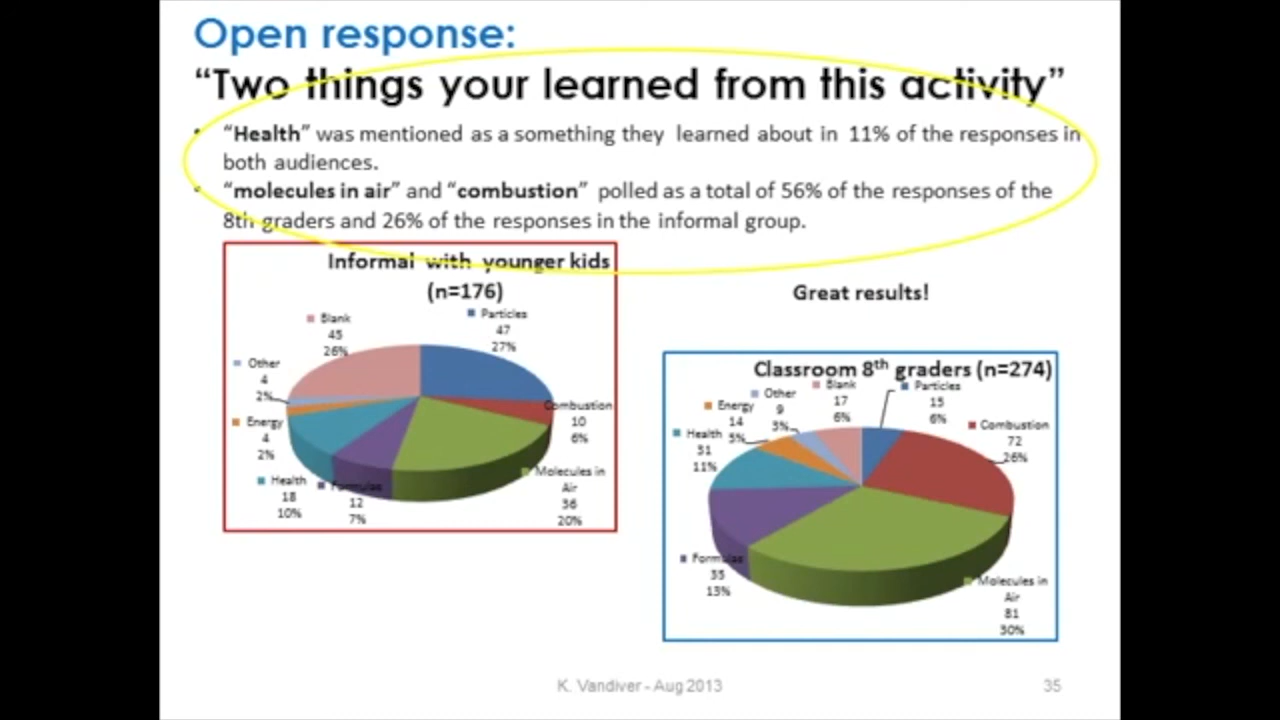 Open response:
“Two things your learned from this activity”
• “Health” was mentioned as a something they learned about in 11% of the responses in
both audiences.
• “molecules in air” and “combustion” polled as a total of 56% of the responses of the
8th graders and 26% of the responses in the informal group.
Informal with younger kids
(n=176)
Particles
47
27%
Combustion
10
6%
Molecules in
Air
36
20%
Formulas
12
7%
Health
18
10%
Energy
4
2%
Other
4
2%
Blank
45
26%
Great results!
Classroom 8th graders (n=274)
Particles
15
6%
Combustion
72
26%
Molecules in
Air
81
30%
Formulas
35
13%
Health
31
11%
Energy
14
5%
Other
9
3%
Blank
17
6%
K. Vandiver - Aug 2013
35